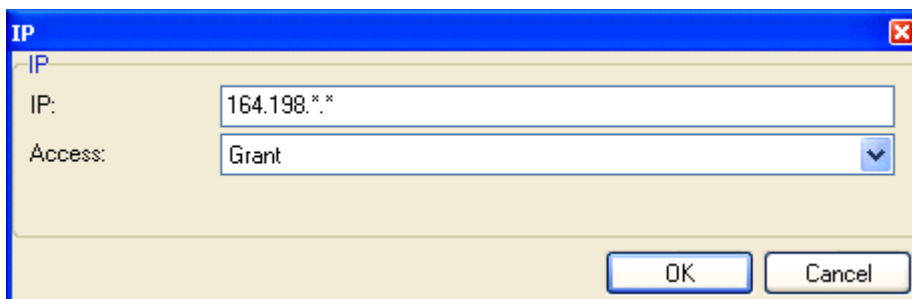 IP
IP
IP: 164.198.*.*
Access: Grant
OK Cancel